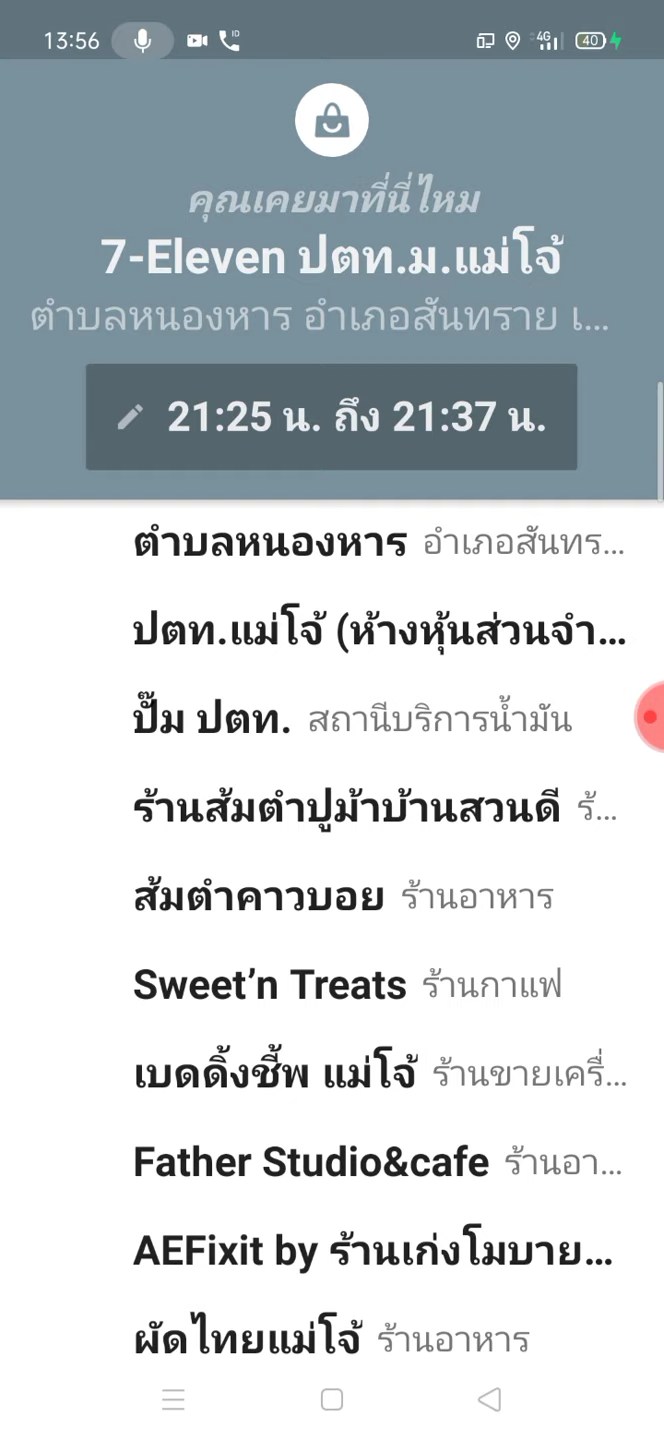 13:56 ID 4G 40
คุณเคยมาที่นี่ไหม
7-Eleven ปตท.ม.แม่โจ้
ตำบลหนองหาร อำเภอสันทราย เ...
21:25 น. ถึง 21:37 น.
ตำบลหนองหาร อำเภอสันทร...
ปตท.แม่โจ้ (ห้างหุ้นส่วนจำ...
ปั๊ม ปตท. สถานีบริการน้ำมัน
ร้านส้มตำปูม้าบ้านสวนดี ร้...
ส้มตำคาวบอย ร้านอาหาร
Sweet’n Treats ร้านกาแฟ
เบดดิ้งชี้พ แม่โจ้ ร้านขายเครื่...
Father Studio&cafe ร้านอา...
AEFixit by ร้านเก่งโมบาย...
ผัดไทยแม่โจ้ ร้านอาหาร